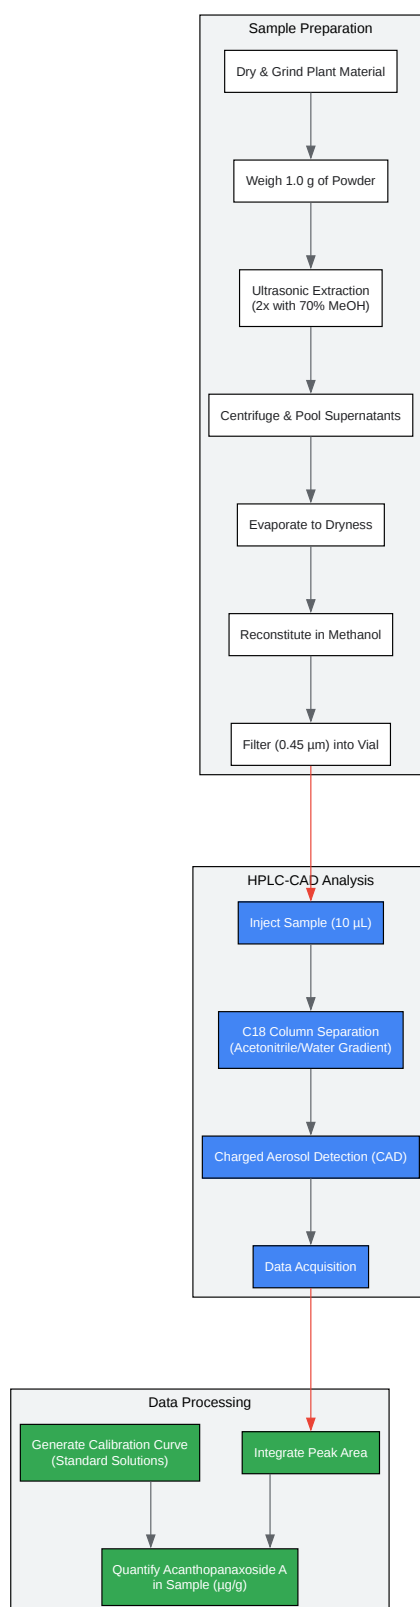 Sample Preparation
Dry & Grind Plant Material
Weigh 1.0 g of Powder
Ultrasonic Extraction
(2x with 70% MeOH)
Centrifuge & Pool Supernatants
Evaporate to Dryness
Reconstitute in Methanol
Filter (0.45 µm) into Vial
HPLC-CAD Analysis
Inject Sample (10 µL)
C18 Column Separation
(Acetonitrile/Water Gradient)
Charged Aerosol Detection (CAD)
Data Acquisition
Data Processing
Generate Calibration Curve
(Standard Solutions)
Integrate Peak Area
Quantify Acanthopanaxoside A
in Sample (µg/g)